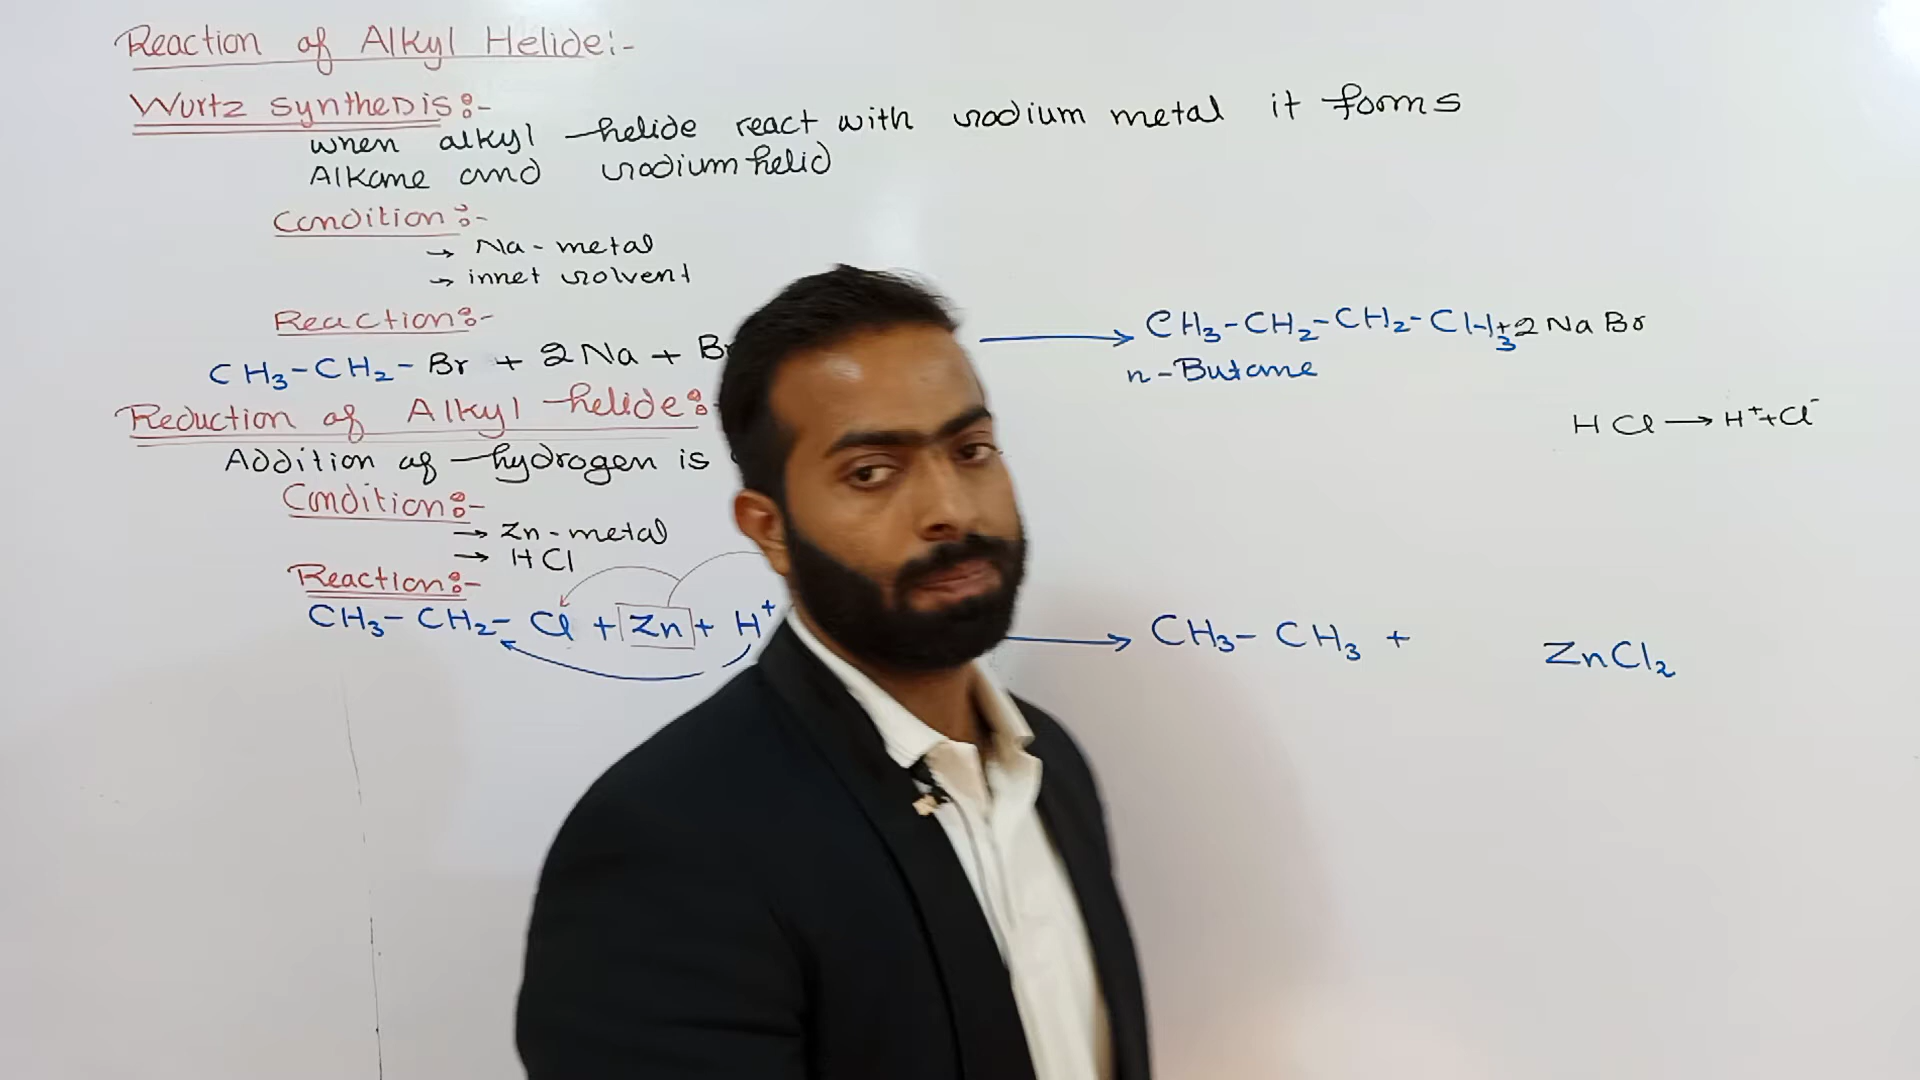 Reaction of Alkyl Helide:-
Wurtz synthesis:-
when alkyl helide react with sodium metal it forms
Alkane and sodium helid
Condition:-
→ Na - metal
→ innet solvent
Reaction:-
CH₃-CH₂-Br + 2Na + Br → CH₃-CH₂-CH₂-CH₃+2NaBr
n-Butane
Reduction of Alkyl helide:-
HCl → H⁺+Cl⁻
Addition of hydrogen is
Condition:-
→ Zn-metal
→ HCl
Reaction:-
CH₃-CH₂-Cl + Zn + H⁺ → CH₃-CH₃ + ZnCl₂